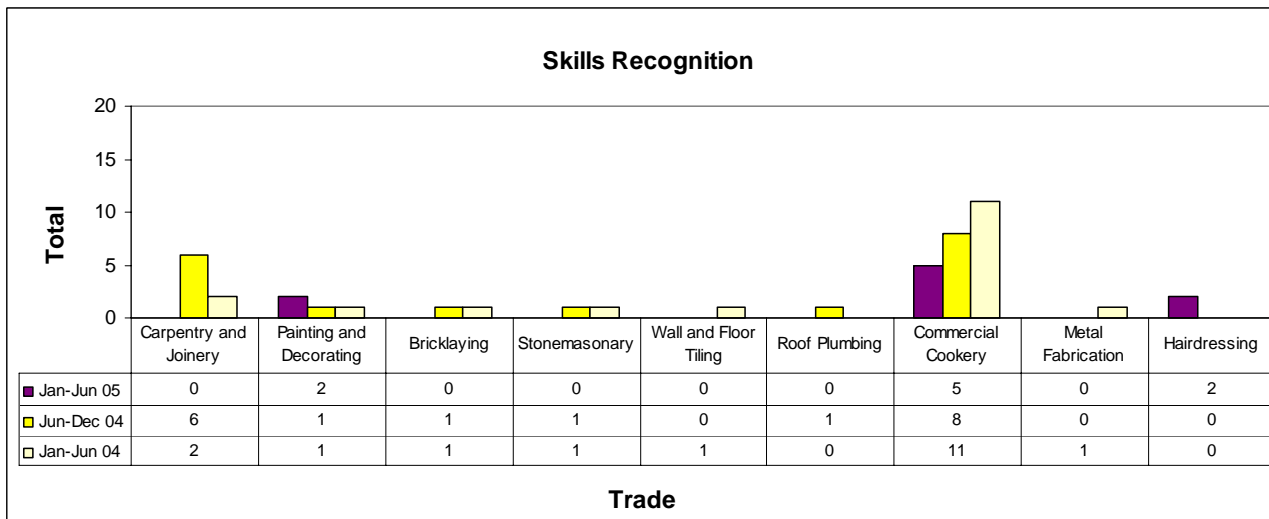 Skills Recognition
20
15
10
5
0
Total
Carpentry and Joinery
Painting and Decorating
Bricklaying
Stonemasonary
Wall and Floor Tiling
Roof Plumbing
Commercial Cookery
Metal Fabrication
Hairdressing
Jan-Jun 05 0 2 0 0 0 0 5 0 2
Jun-Dec 04 6 1 1 1 0 1 8 0 0
Jan-Jun 04 2 1 1 1 1 0 11 1 0
Trade